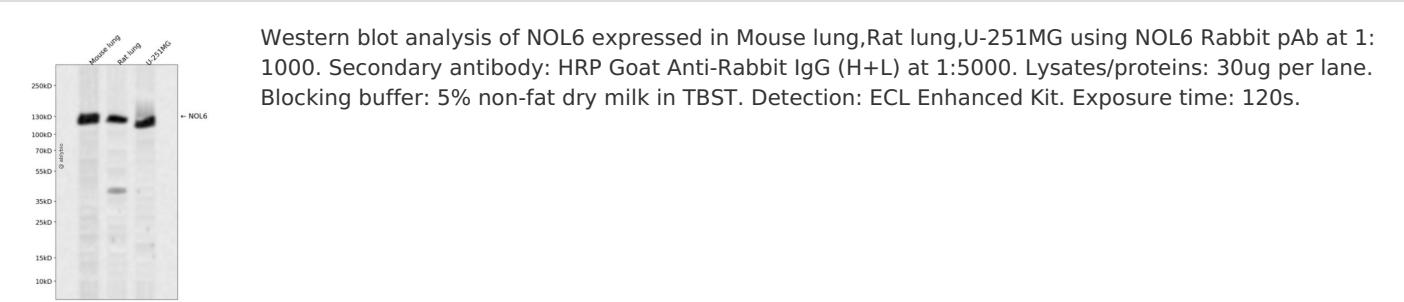 Mouse lung
Rat lung
U-251MG
250kD
130kD
100kD
70kD
55kD
35kD
25kD
15kD
10kD
← NOL6
Western blot analysis of NOL6 expressed in Mouse lung,Rat lung,U-251MG using NOL6 Rabbit pAb at 1:
1000. Secondary antibody: HRP Goat Anti-Rabbit IgG (H+L) at 1:5000. Lysates/proteins: 30ug per lane.
Blocking buffer: 5% non-fat dry milk in TBST. Detection: ECL Enhanced Kit. Exposure time: 120s.